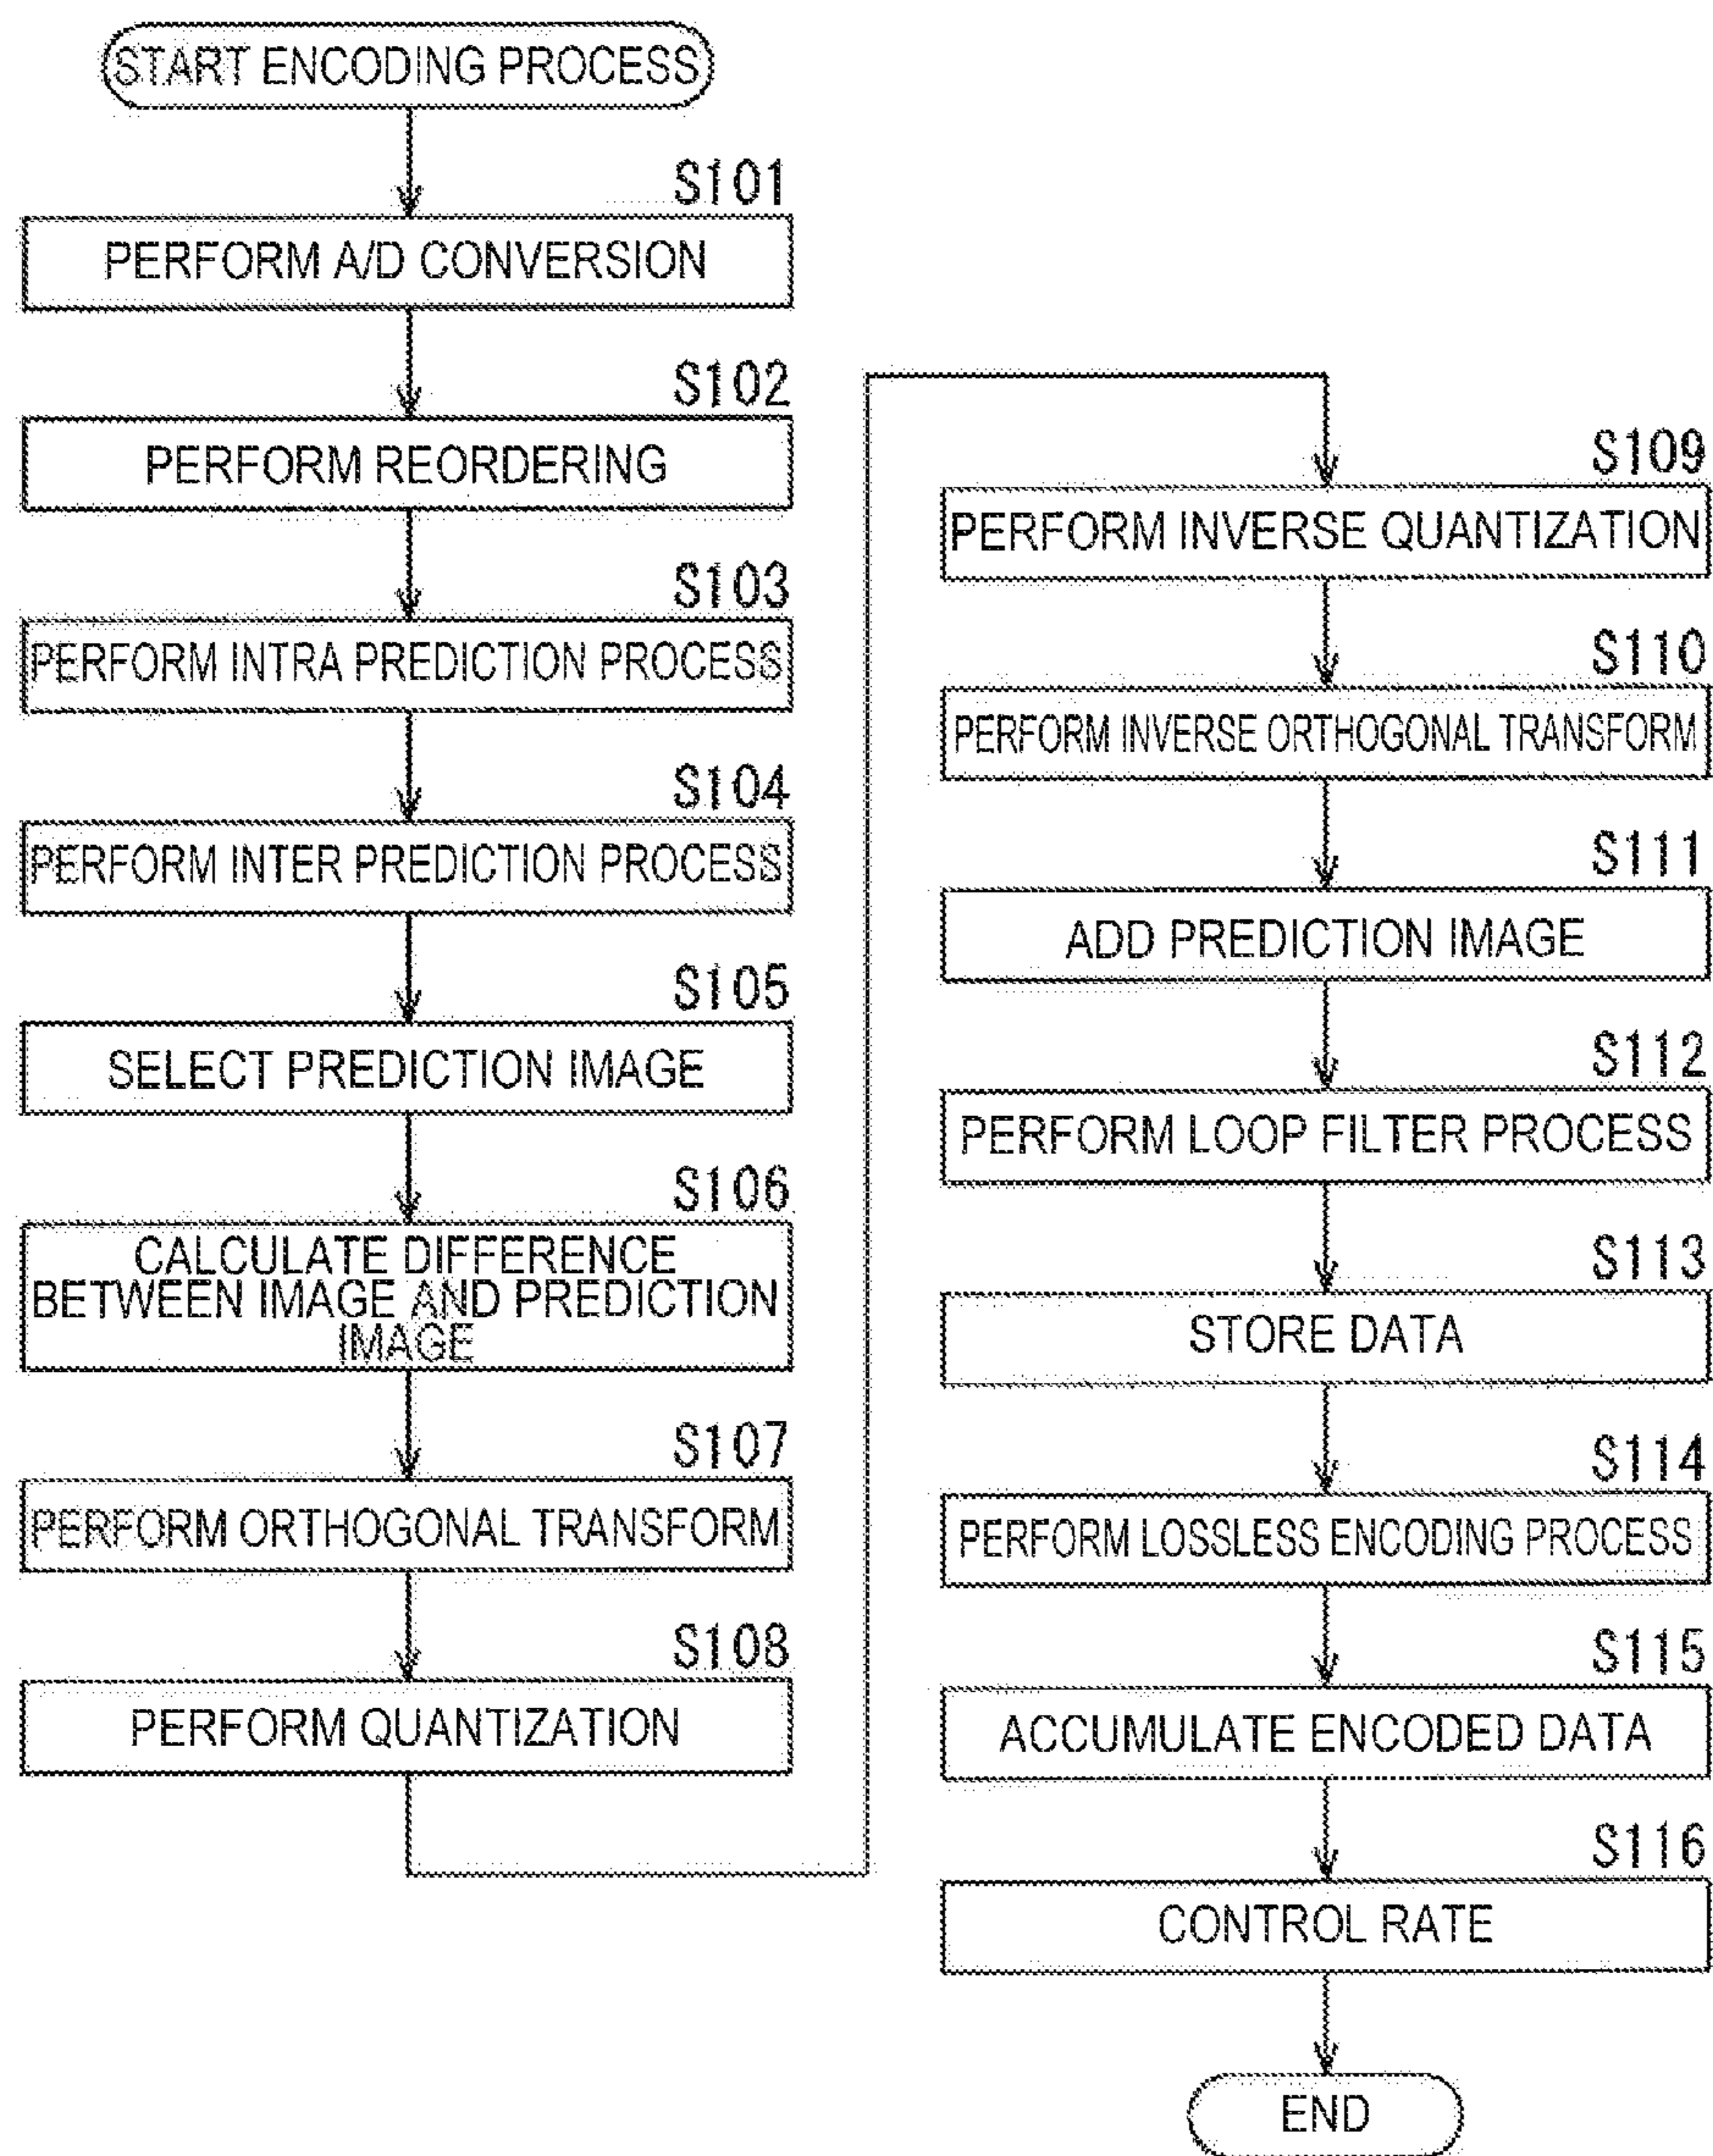 START ENCODING PROCESS
S101
PERFORM A/D CONVERSION
S102
PERFORM REORDERING
S103
PERFORM INTRA PREDICTION PROCESS
S104
PERFORM INTER PREDICTION PROCESS
S105
SELECT PREDICTION IMAGE
S106
CALCULATE DIFFERENCE
BETWEEN IMAGE AND PREDICTION
IMAGE
S107
PERFORM ORTHOGONAL TRANSFORM
S108
PERFORM QUANTIZATION
S109
PERFORM INVERSE QUANTIZATION
S110
PERFORM INVERSE ORTHOGONAL TRANSFORM
S111
ADD PREDICTION IMAGE
S112
PERFORM LOOP FILTER PROCESS
S113
STORE DATA
S114
PERFORM LOSSLESS ENCODING PROCESS
S115
ACCUMULATE ENCODED DATA
S116
CONTROL RATE
END